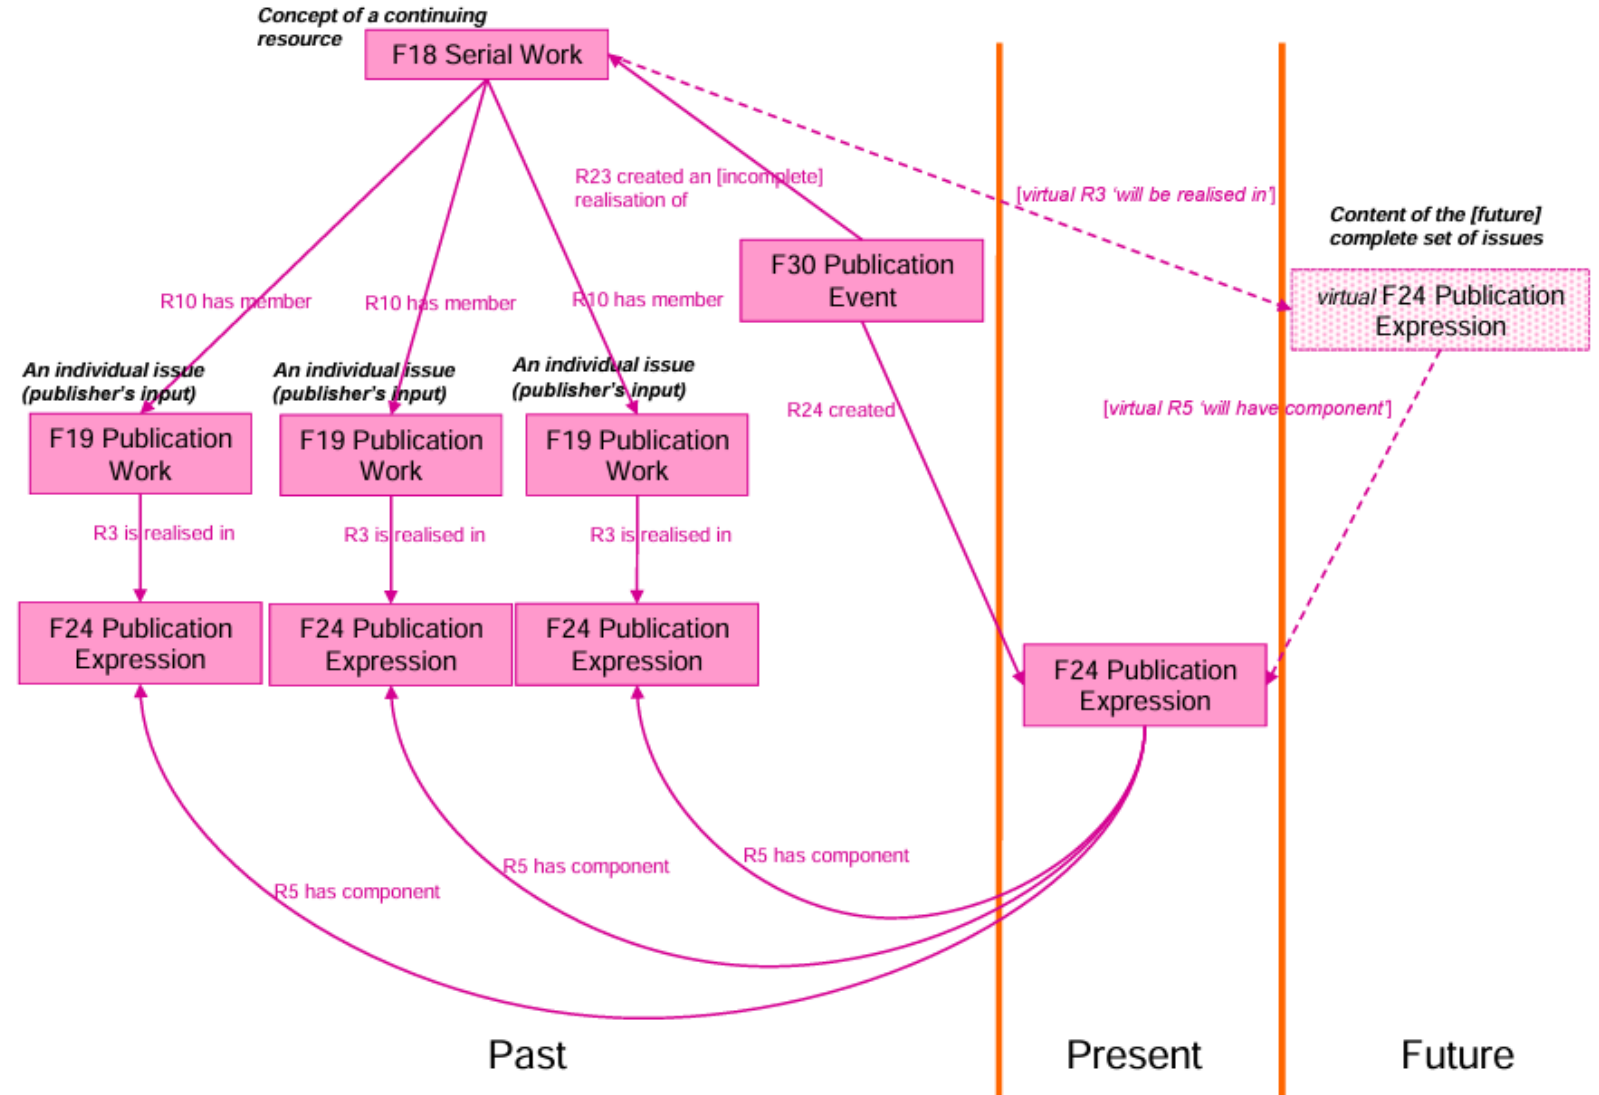 Concept of a continuing
resource
F18 Serial Work
R23 created an [incomplete]
realisation of
[virtual R3 ‘will be realised in’]
Content of the [future]
complete set of issues
F30 Publication
Event
virtual F24 Publication
Expression
R10 has member
R10 has member
R10 has member
An individual issue
(publisher’s input)
An individual issue
(publisher’s input)
An individual issue
(publisher’s input)
R24 created
[virtual R5 ‘will have component’]
F19 Publication
Work
F19 Publication
Work
F19 Publication
Work
R3 is realised in
R3 is realised in
R3 is realised in
F24 Publication
Expression
F24 Publication
Expression
F24 Publication
Expression
F24 Publication
Expression
R5 has component
R5 has component
R5 has component
Past
Present
Future